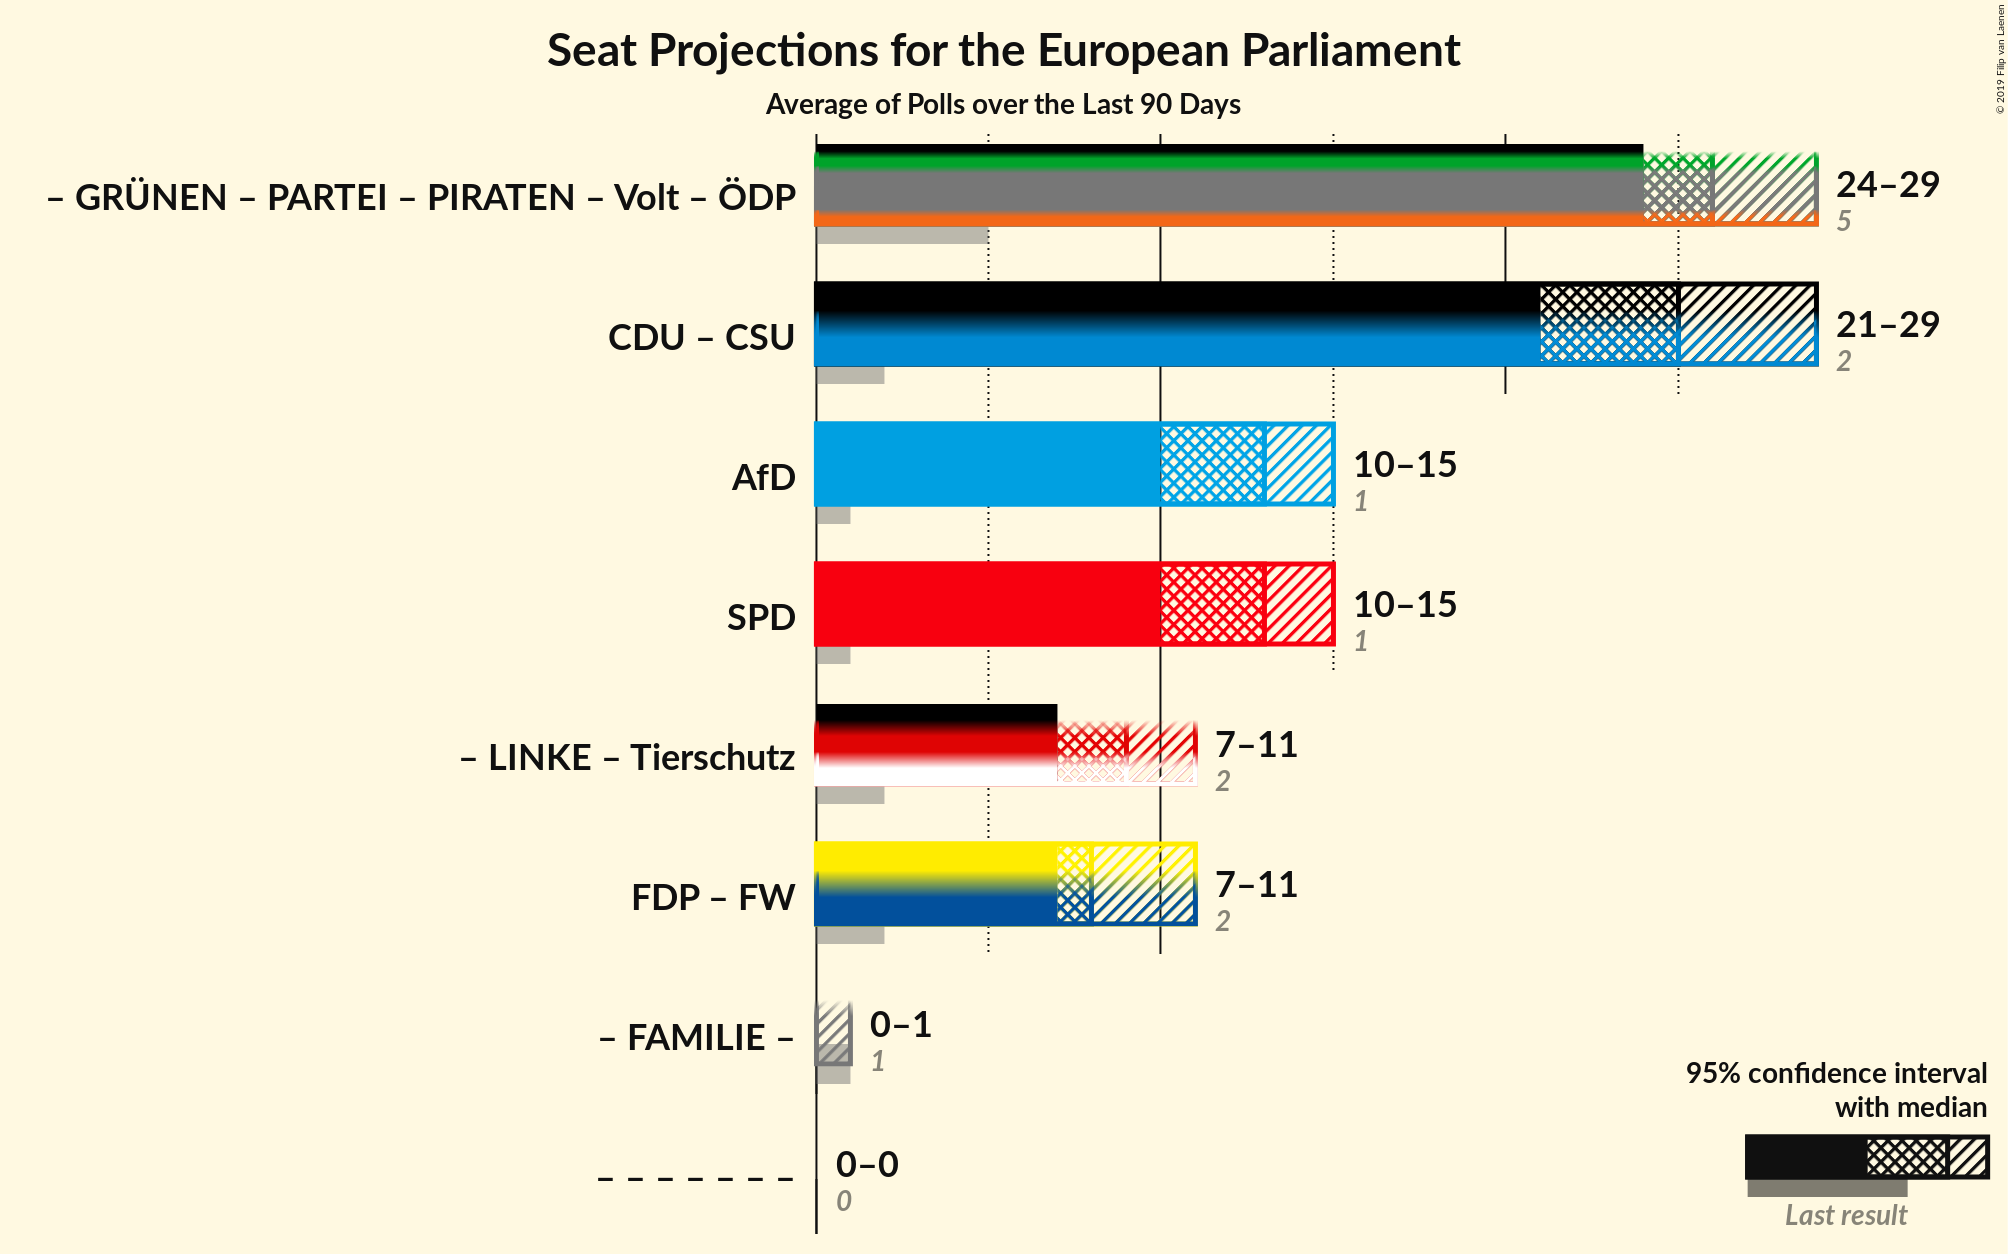 Seat Projections for the European Parliament
Average of Polls over the Last 90 Days
© 2019 Filip van Laenen
– GRÜNEN – PARTEI – PIRATEN – Volt – ÖDP
24–29
5
CDU – CSU
21–29
2
AfD
10–15
1
SPD
10–15
1
– LINKE – Tierschutz
7–11
2
FDP – FW
7–11
2
– FAMILIE –
0–1
1
– – – – – – –
0–0
0
95% confidence interval
with median
Last result